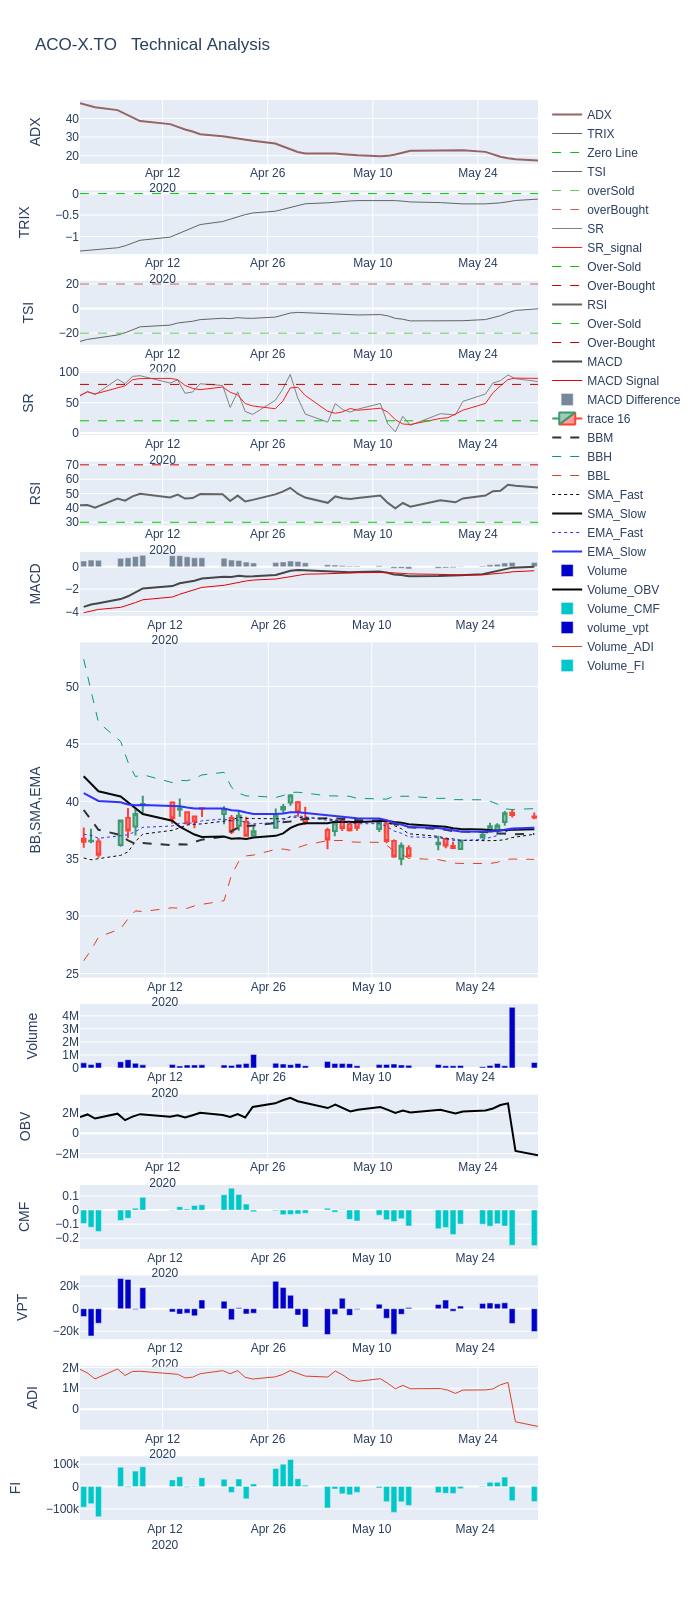 ACO-X.TO   Technical Analysis
ADX
40
30
20
Apr 12
2020
Apr 26
May 10
May 24
TRIX
0
−0.5
−1
Apr 12
2020
Apr 26
May 10
May 24
TSI
20
0
−20
Apr 12
2020
Apr 26
May 10
May 24
SR
100
50
0
Apr 12
2020
Apr 26
May 10
May 24
RSI
70
60
50
40
30
Apr 12
2020
Apr 26
May 10
May 24
MACD
0
−2
−4
Apr 12
2020
Apr 26
May 10
May 24
BB,SMA,EMA
50
45
40
35
30
25
Apr 12
2020
Apr 26
May 10
May 24
Volume
4M
3M
2M
1M
0
Apr 12
2020
Apr 26
May 10
May 24
OBV
2M
0
−2M
Apr 12
2020
Apr 26
May 10
May 24
CMF
0.1
0
−0.1
−0.2
Apr 12
2020
Apr 26
May 10
May 24
VPT
20k
0
−20k
Apr 12
2020
Apr 26
May 10
May 24
ADI
2M
1M
0
Apr 12
2020
Apr 26
May 10
May 24
FI
100k
0
−100k
Apr 12
2020
Apr 26
May 10
May 24
ADX
TRIX
Zero Line
TSI
overSold
overBought
SR
SR_signal
Over-Sold
Over-Bought
RSI
Over-Sold
Over-Bought
MACD
MACD Signal
MACD Difference
trace 16
BBM
BBH
BBL
SMA_Fast
SMA_Slow
EMA_Fast
EMA_Slow
Volume
Volume_OBV
Volume_CMF
volume_vpt
Volume_ADI
Volume_FI